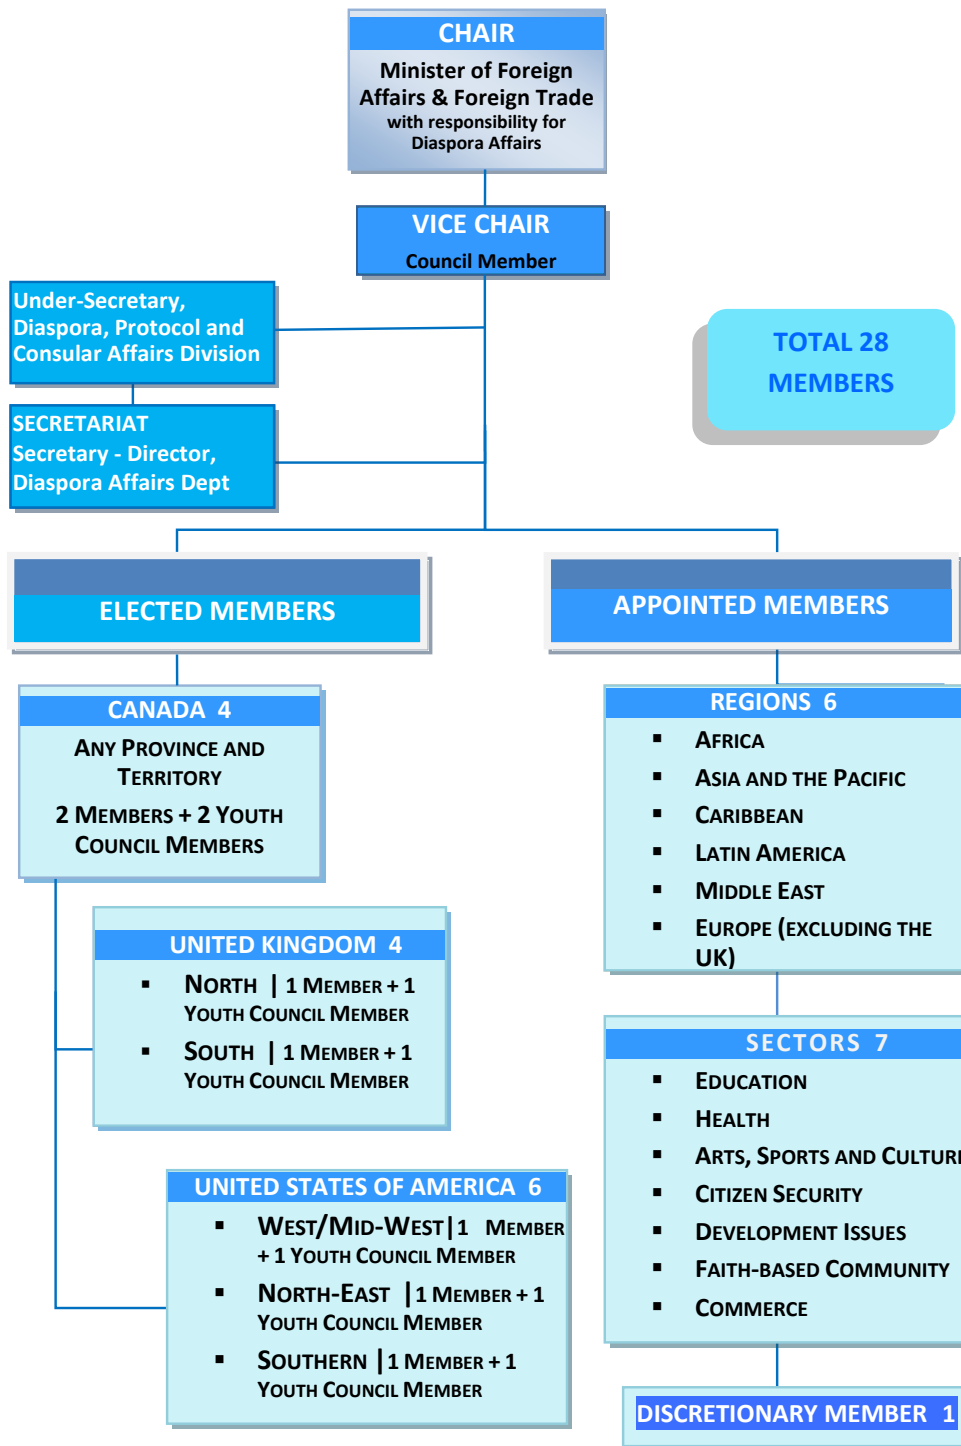 CHAIR
Minister of Foreign
Affairs & Foreign Trade
with responsibility for
Diaspora Affairs
VICE CHAIR
Council Member
Under-Secretary,
Diaspora, Protocol and
Consular Affairs Division
SECRETARIAT
Secretary - Director,
Diaspora Affairs Dept
TOTAL 28
MEMBERS
ELECTED MEMBERS
CANADA 4
ANY PROVINCE AND
TERRITORY
2 MEMBERS + 2 YOUTH
COUNCIL MEMBERS
UNITED KINGDOM 4
▪ NORTH | 1 MEMBER + 1
YOUTH COUNCIL MEMBER
▪ SOUTH | 1 MEMBER + 1
YOUTH COUNCIL MEMBER
UNITED STATES OF AMERICA 6
▪ WEST/MID-WEST|1 MEMBER
+ 1 YOUTH COUNCIL MEMBER
▪ NORTH-EAST |1 MEMBER + 1
YOUTH COUNCIL MEMBER
▪ SOUTHERN |1 MEMBER + 1
YOUTH COUNCIL MEMBER
APPOINTED MEMBERS
REGIONS 6
▪ AFRICA
▪ ASIA AND THE PACIFIC
▪ CARIBBEAN
▪ LATIN AMERICA
▪ MIDDLE EAST
▪ EUROPE (EXCLUDING THE
UK)
SECTORS 7
▪ EDUCATION
▪ HEALTH
▪ ARTS, SPORTS AND CULTURE
▪ CITIZEN SECURITY
▪ DEVELOPMENT ISSUES
▪ FAITH-BASED COMMUNITY
▪ COMMERCE
DISCRETIONARY MEMBER 1